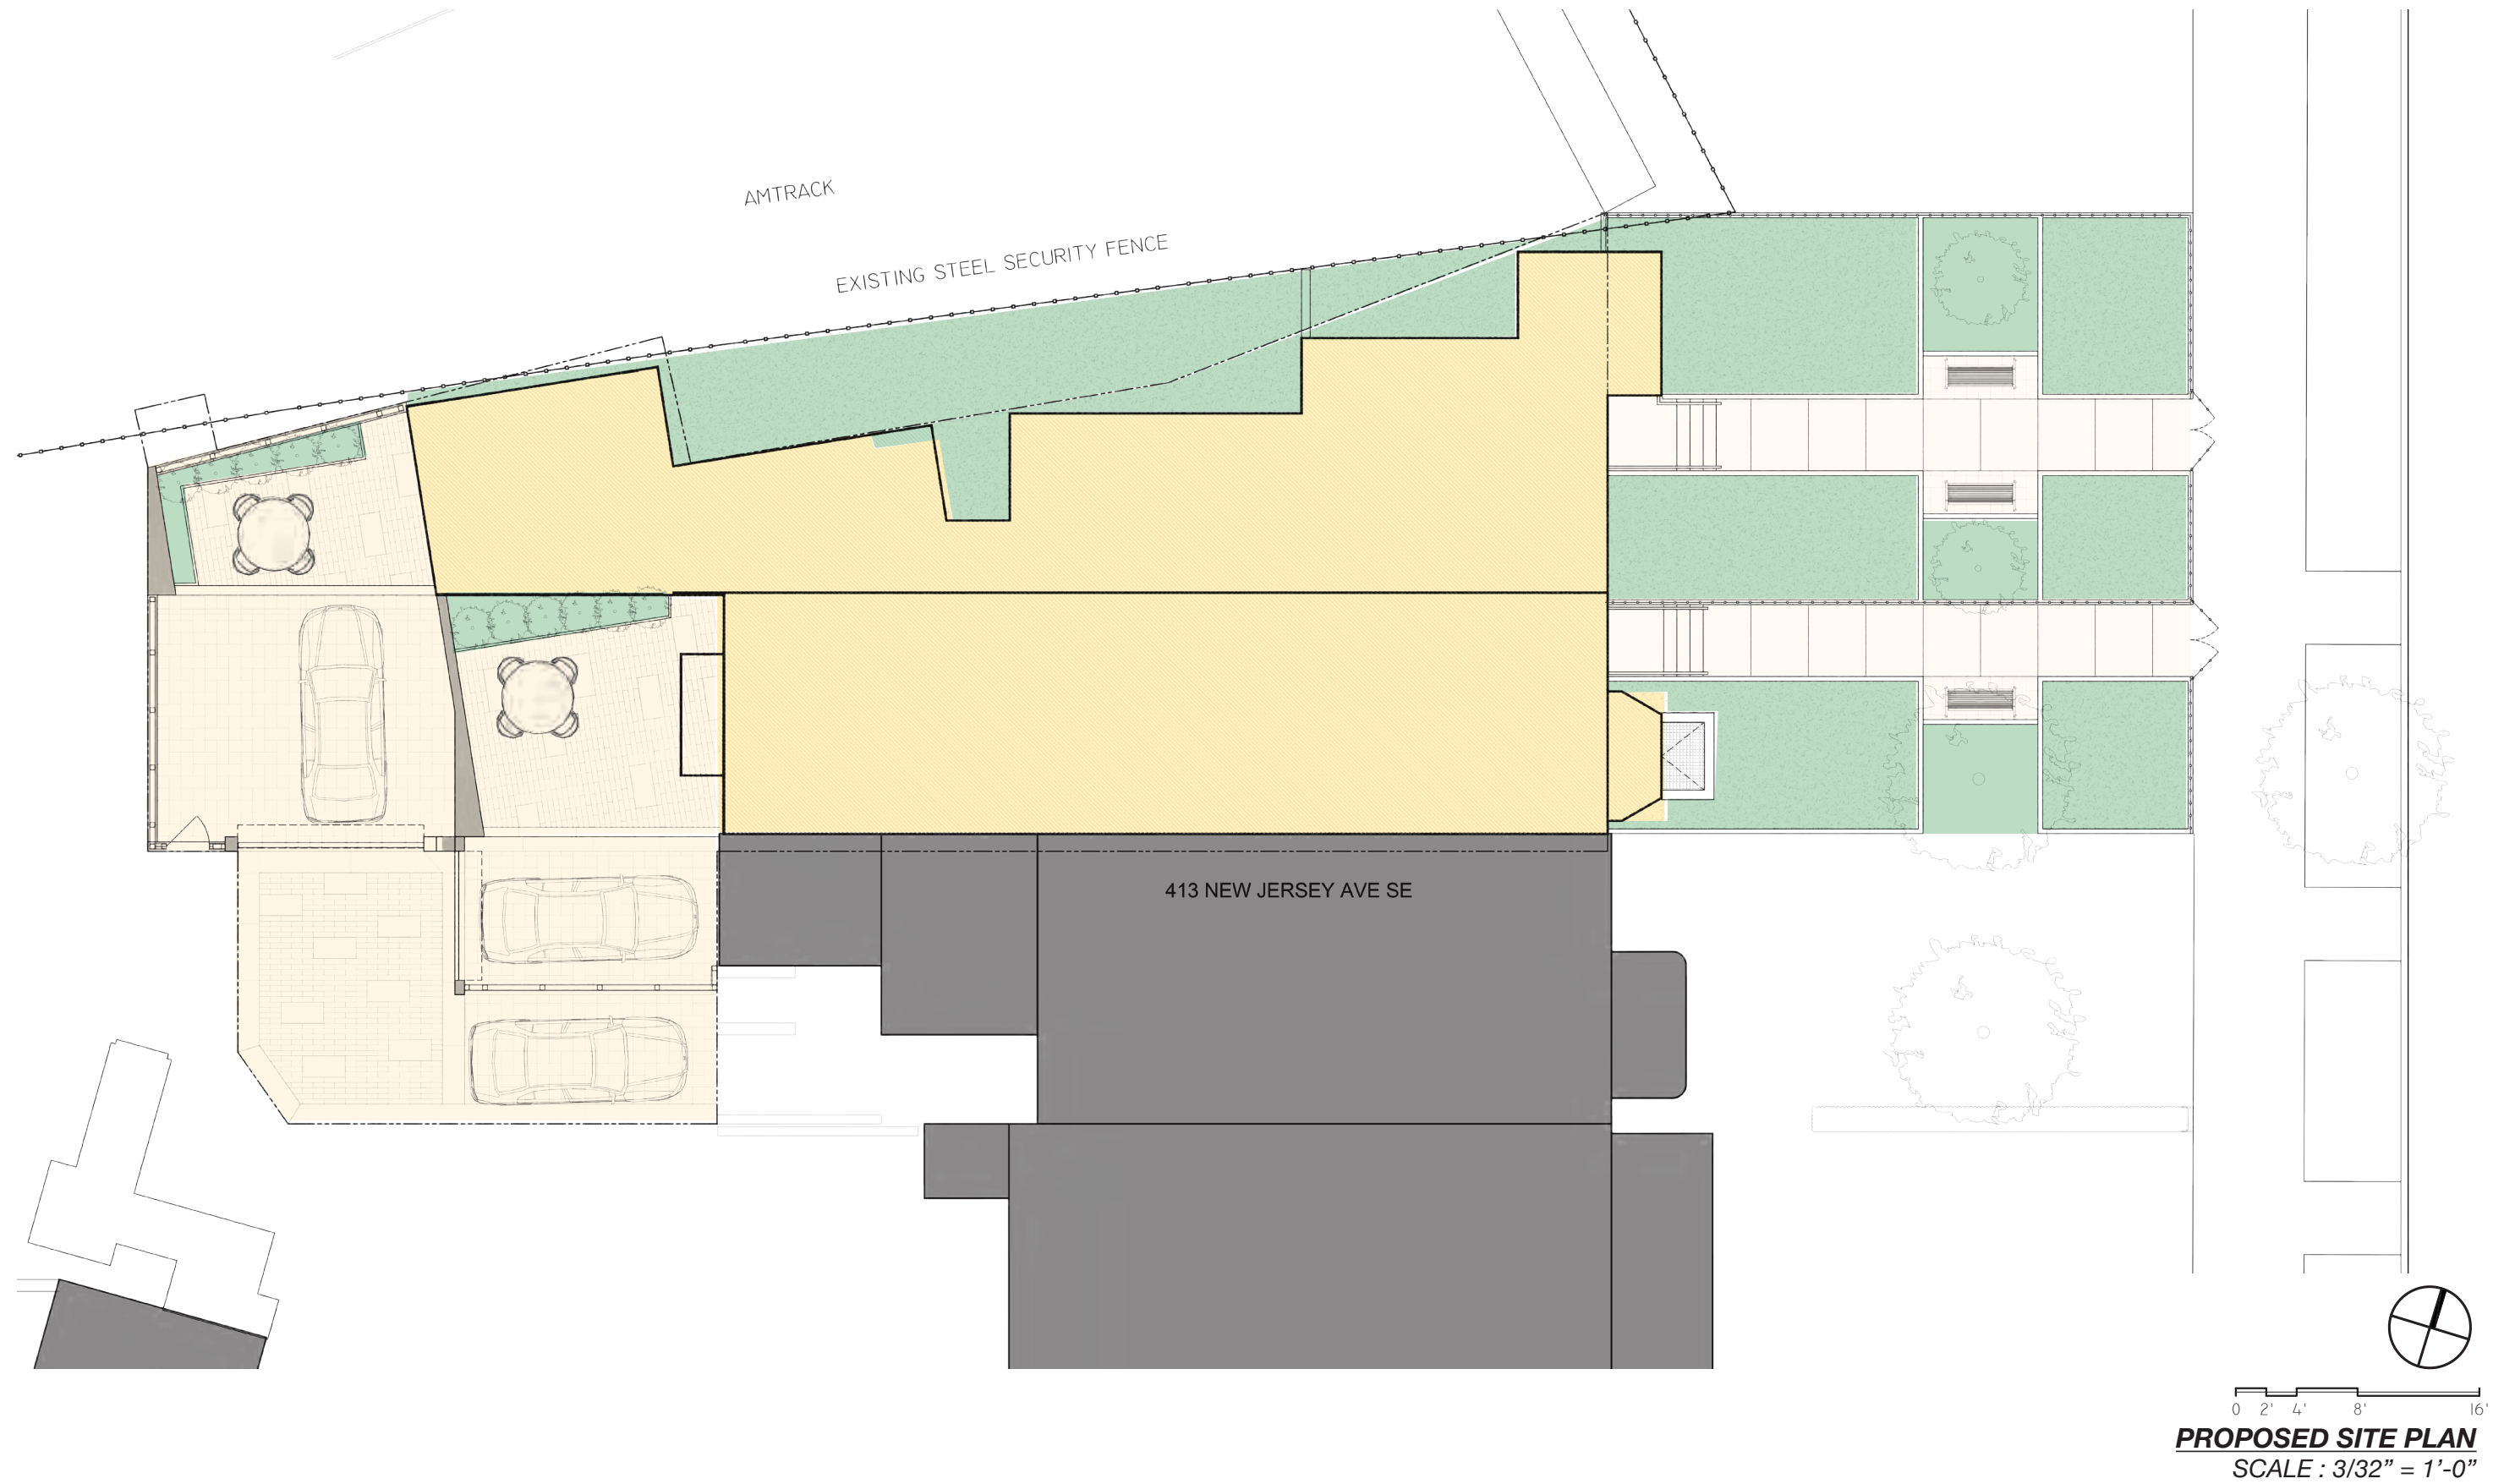 AMTRACK
EXISTING STEEL SECURITY FENCE
413 NEW JERSEY AVE SE
0 2' 4' 8' 16'
PROPOSED SITE PLAN
SCALE : 3/32” = 1’-0”